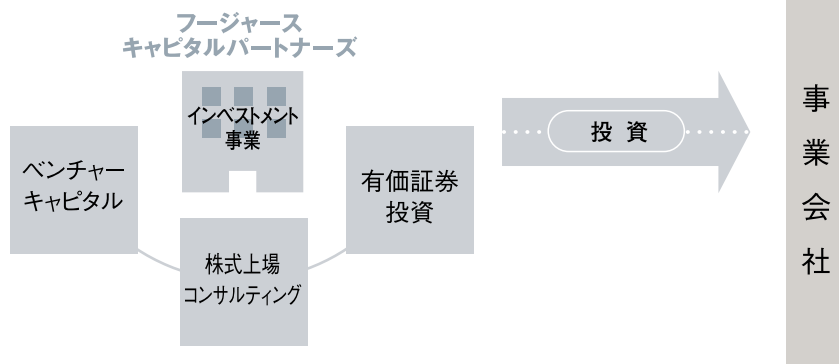 フージャース
キャピタルパートナーズ
インベストメント
事業
ベンチャー
キャピタル
有価証券
投資
株式上場
コンサルティング
投資
事業会社